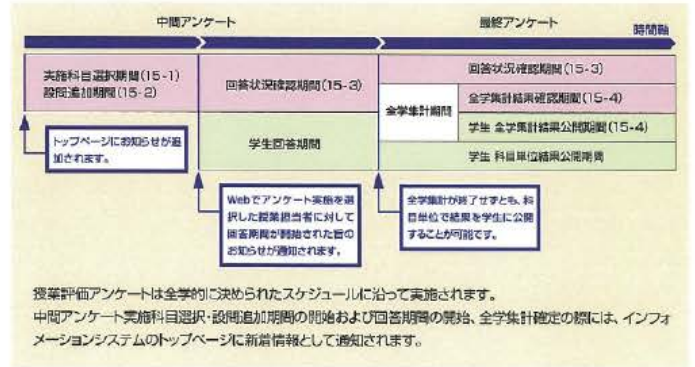 中間アンケート
最終アンケート
時間軸
実施科目選択期間(15-1)
設問追加期間(15-2)
回答状況確認期間(15-3)
回答状況確認期間(15-3)
全学集計期間
全学集計結果確認期間(15-4)
学生回答期間
学生 全学集計結果公開期間(15-4)
学生 科目単位結果公開期間
トップページにお知らせが追
加されます。
Webでアンケート実施を選
択した授業担当者に対して
回答期間が開始された旨の
お知らせが通知されます。
全学集計が終了せずとも、科
目単位で結果を学生に公開
することが可能です。
授業評価アンケートは全学的に決められたスケジュールに沿って実施されます。
中間アンケート実施科目選択・設問追加期間の開始および回答期間の開始、全学集計確定の際には、インフォ
メーションシステムのトップページに新着情報として通知されます。